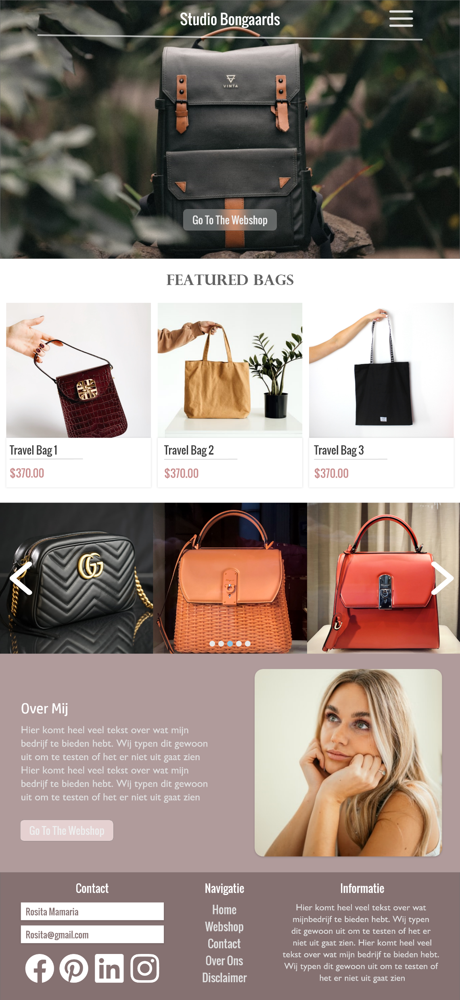 Studio Bongaards
VINTA
Go To The Webshop
FEATURED BAGS
Travel Bag 1
$370.00
Travel Bag 2
$370.00
Travel Bag 3
$370.00
Over Mij
Hier komt heel veel tekst over wat mijn
bedrijf te bieden hebt. Wij typen dit gewoon
uit om te testen of het er niet uit gaat zien
Hier komt heel veel tekst over wat mijn
bedrijf te bieden hebt. Wij typen dit gewoon
uit om te testen of het er niet uit gaat zien
Go To The Webshop
Contact
Rosita Mamaria
Rosita@gmail.com
Navigatie
Home
Webshop
Contact
Over Ons
Disclaimer
Informatie
Hier komt heel veel tekst over wat
mijnbedrijf te bieden hebt. Wij typen
dit gewoon uit om te testen of het er
niet uit gaat zien. Hier komt heel veel
tekst over wat mijn bedrijf te bieden hebt.
Wij typen dit gewoon uit om te testen of
het er niet uit gaat zien